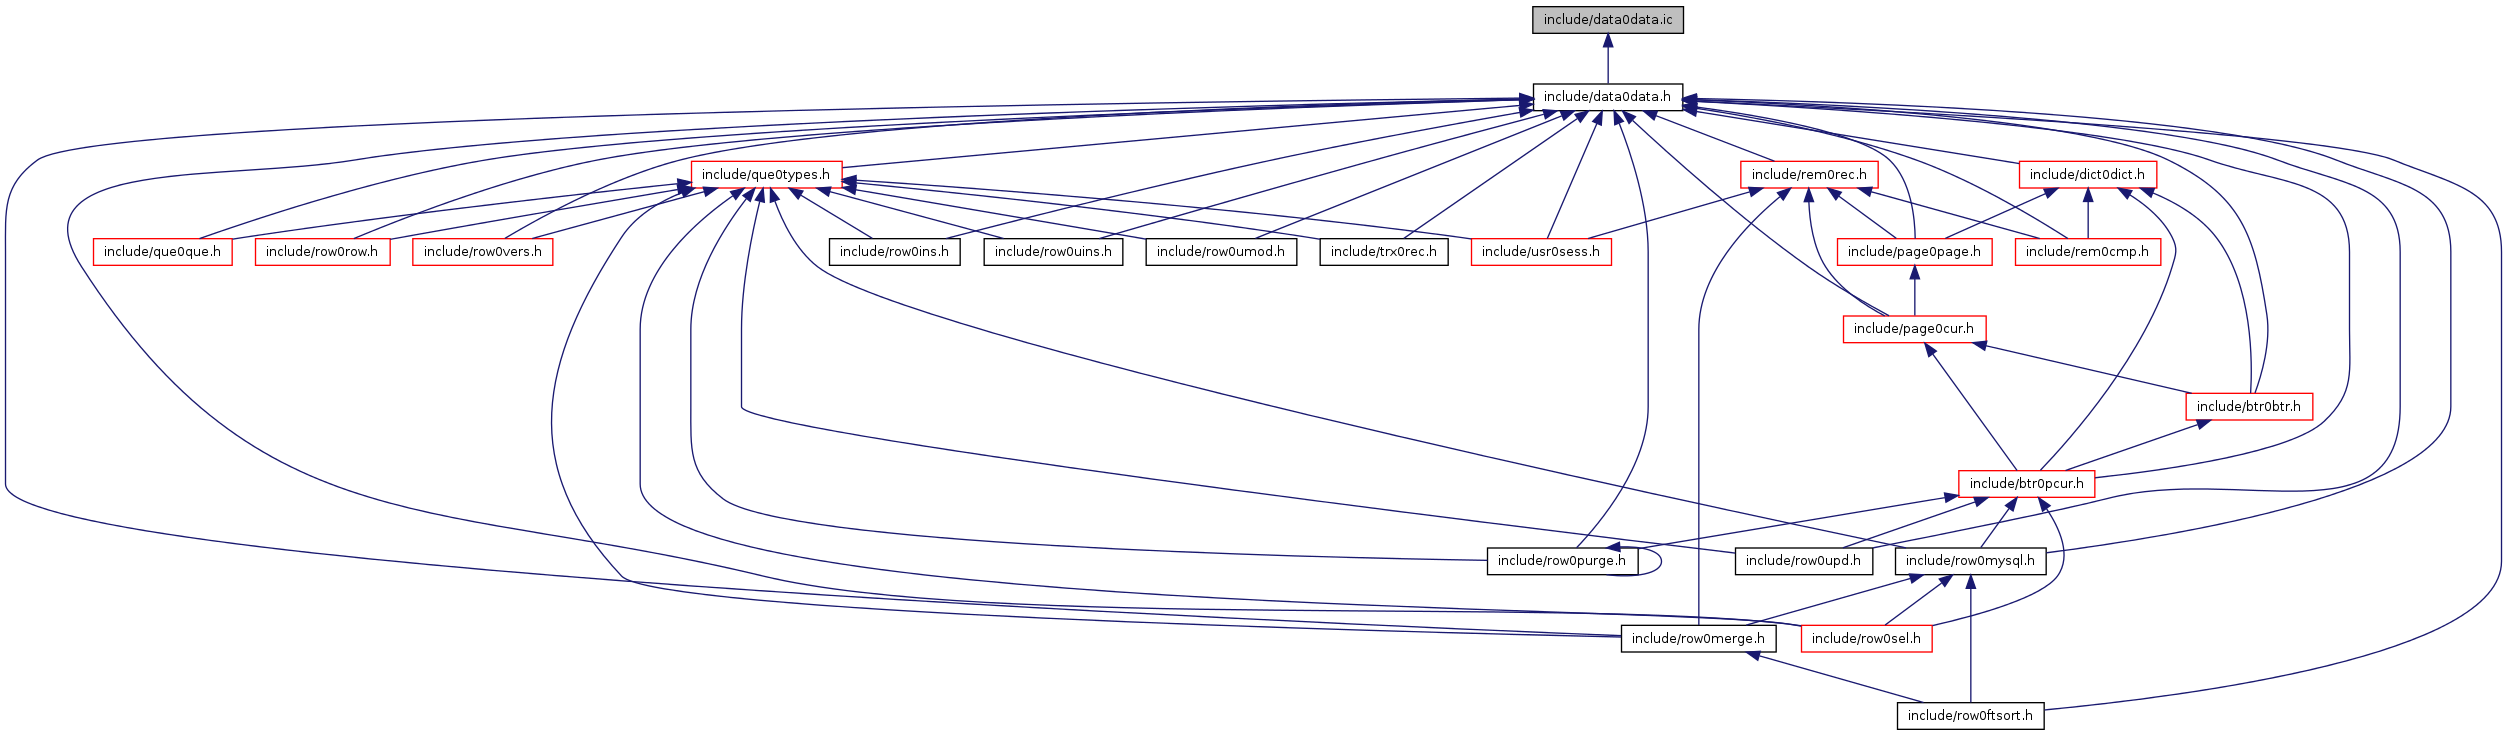 include/data0data.ic
include/data0data.h
include/que0types.h
include/rem0rec.h
include/dict0dict.h
include/que0que.h
include/row0row.h
include/row0vers.h
include/row0ins.h
include/row0uins.h
include/row0umod.h
include/trx0rec.h
include/usr0sess.h
include/page0page.h
include/rem0cmp.h
include/page0cur.h
include/btr0btr.h
include/btr0pcur.h
include/row0purge.h
include/row0upd.h
include/row0mysql.h
include/row0merge.h
include/row0sel.h
include/row0ftsort.h